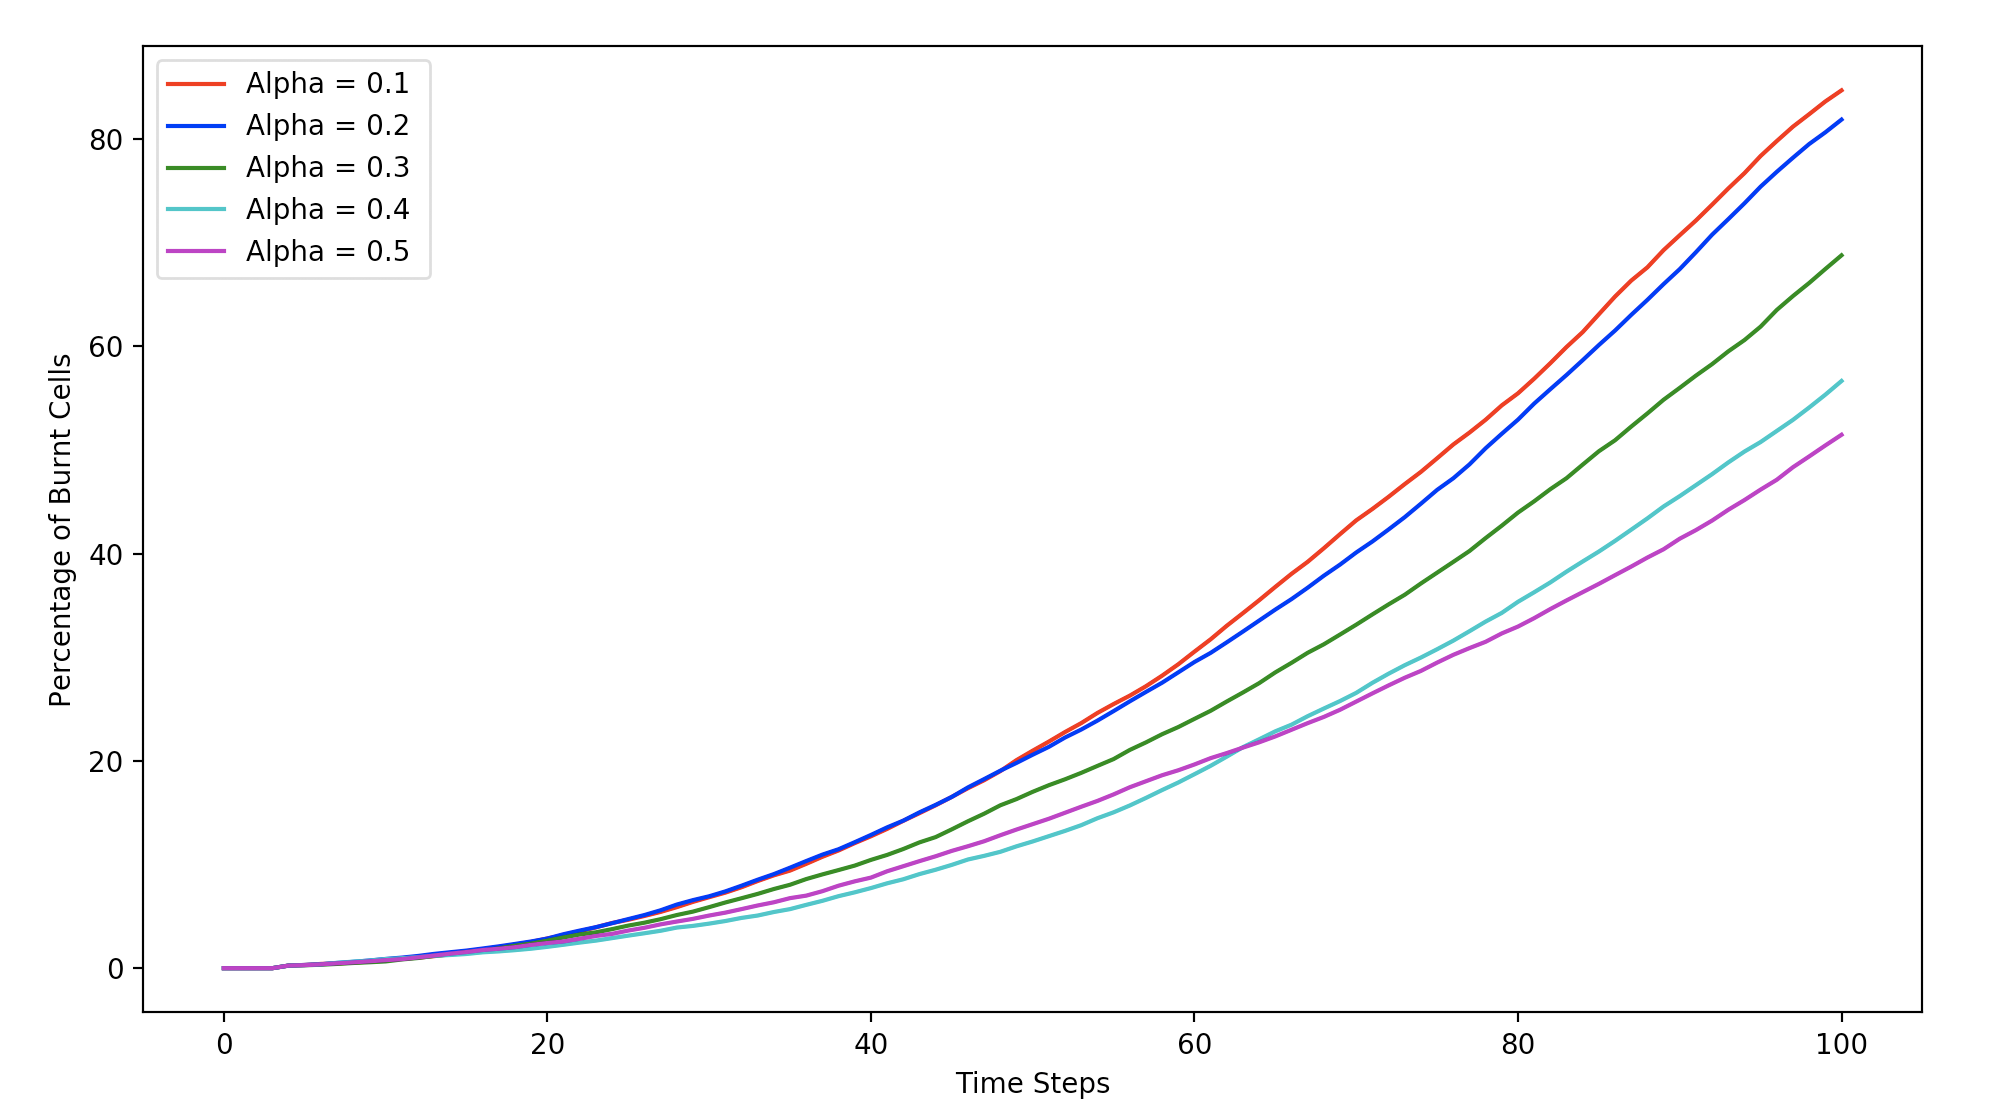 Alpha = 0.1
Alpha = 0.2
Alpha = 0.3
Alpha = 0.4
Alpha = 0.5
80
60
40
20
0
Percentage of Burnt Cells
0 20 40 60 80 100
Time Steps